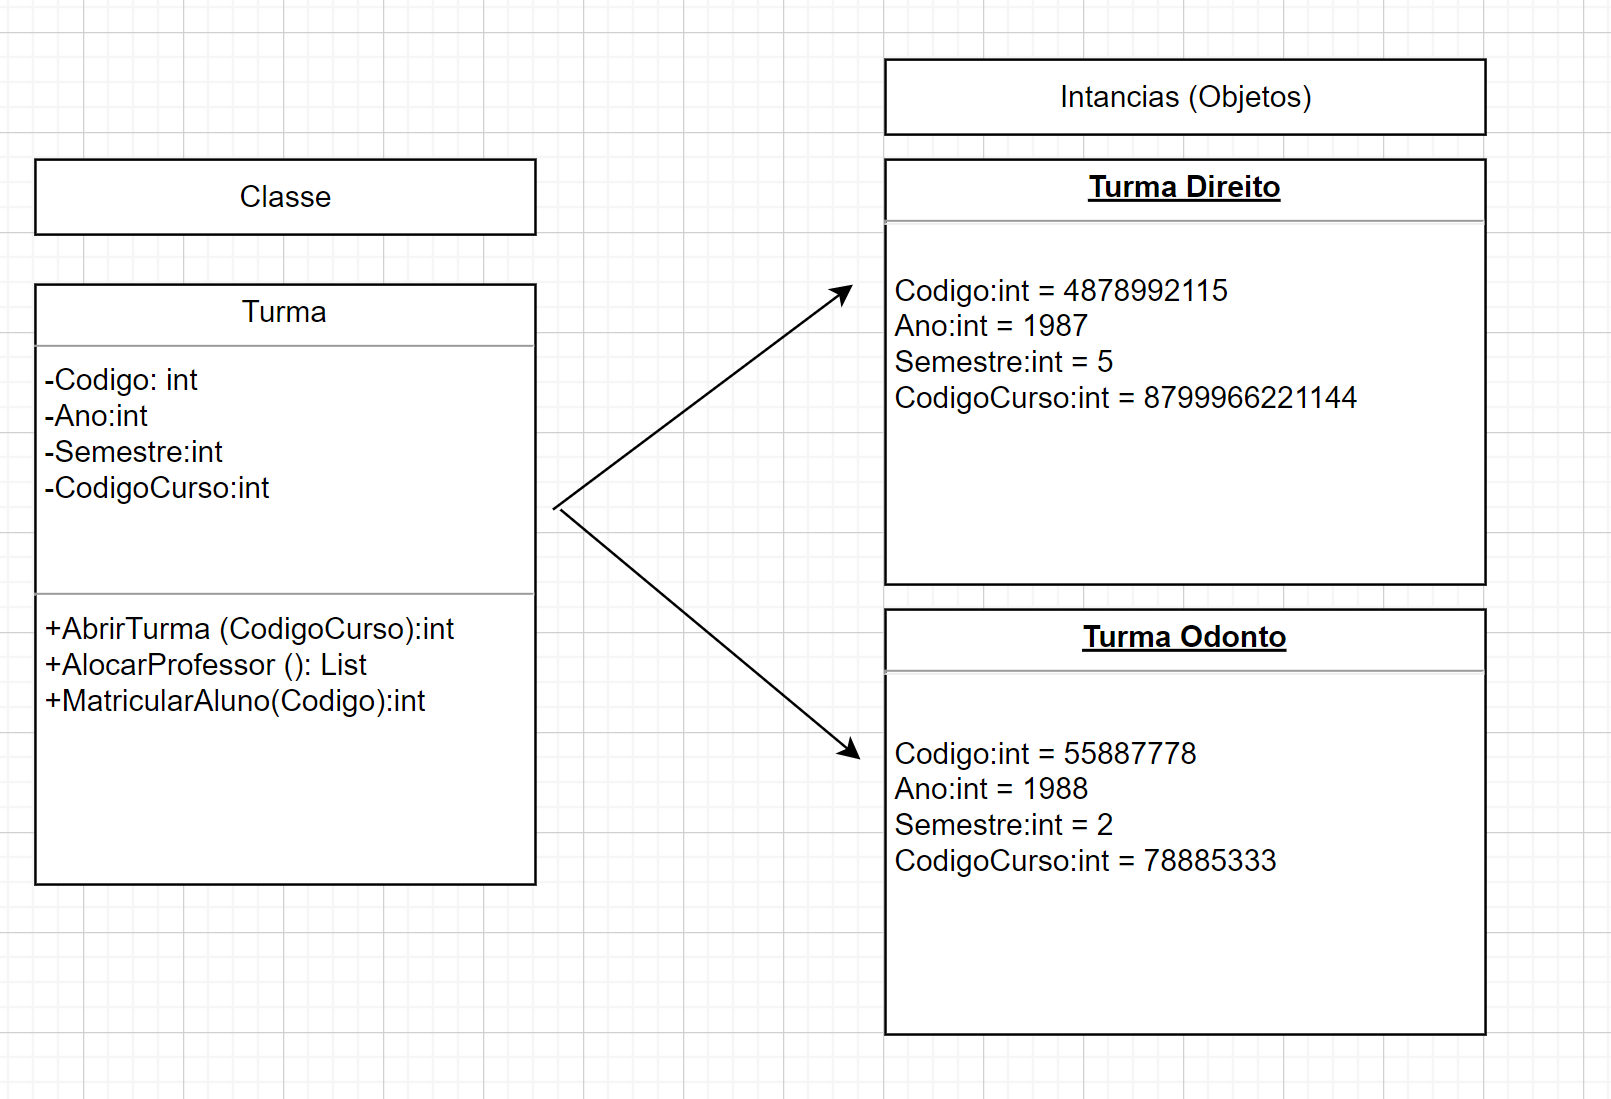 Classe
Turma
-Codigo: int
-Ano:int
-Semestre:int
-CodigoCurso:int
+AbrirTurma (CodigoCurso):int
+AlocarProfessor (): List
+MatricularAluno(Codigo):int
Intancias (Objetos)
Turma Direito
Codigo:int = 4878992115
Ano:int = 1987
Semestre:int = 5
CodigoCurso:int = 8799966221144
Turma Odonto
Codigo:int = 55887778
Ano:int = 1988
Semestre:int = 2
CodigoCurso:int = 78885333